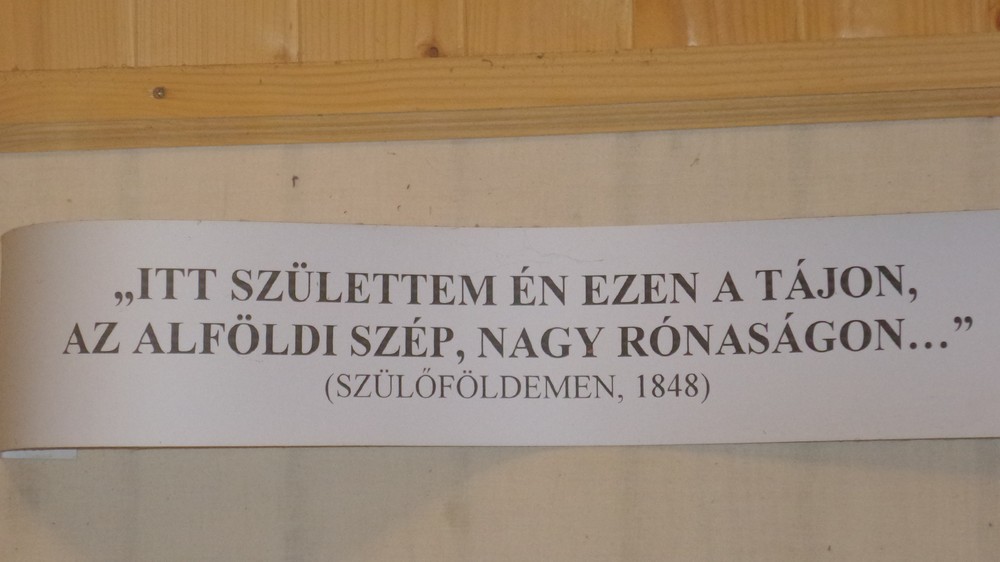 „ITT SZÜLETTEM ÉN EZEN A TÁJON,
AZ ALFÖLDI SZÉP, NAGY RÓNASÁGON…”
(SZÜLŐFÖLDEMEN, 1848)